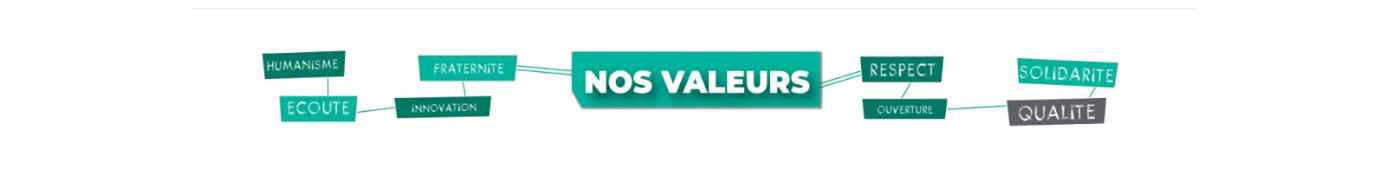 HUMANISME
FRATERNITE
NOS VALEURS
RESPECT
SOLIDARITE
ECOUTE
INNOVATION
OUVERTURE
QUALITE